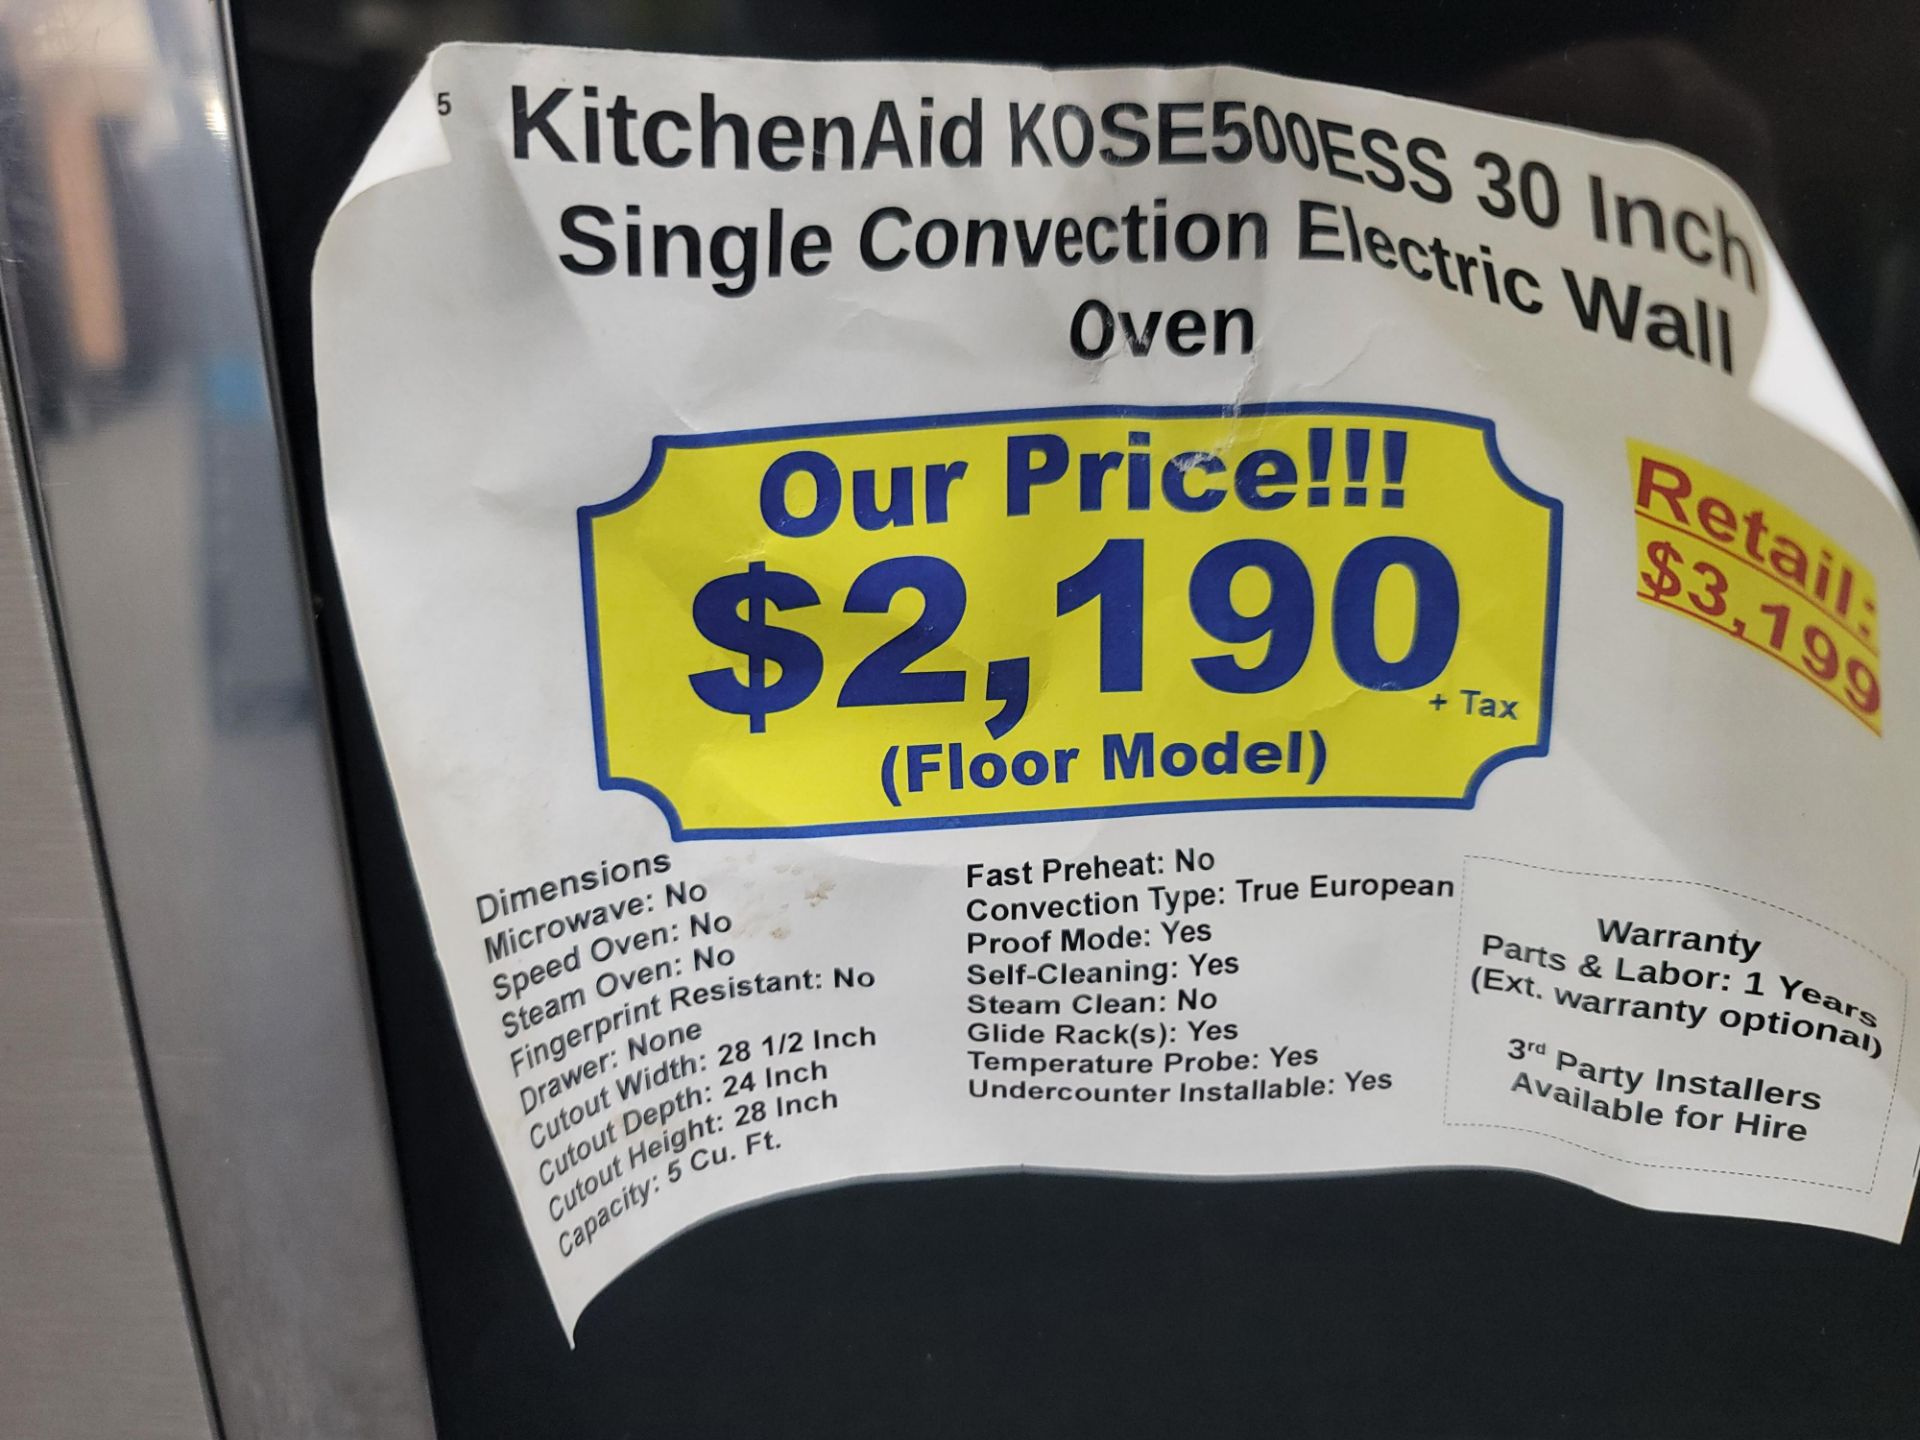 5
KitchenAid KOSE500ESS 30 Inch
Single Convection Electric Wall
Oven
Our Price!!!
$2,190
+ Tax
(Floor Model)
Retail:
$3,199
Dimensions
Microwave: No
Speed Oven: No
Steam Oven: No
Fingerprint Resistant: No
Drawer: None
Cutout Width: 28 1/2 Inch
Cutout Depth: 24 Inch
Cutout Height: 28 Inch
Capacity: 5 Cu. Ft.
Fast Preheat: No
Convection Type: True European
Proof Mode: Yes
Self-Cleaning: Yes
Steam Clean: No
Glide Rack(s): Yes
Temperature Probe: Yes
Undercounter Installable: Yes
Warranty
Parts & Labor: 1 Years
(Ext. warranty optional)
3rd Party Installers
Available for Hire